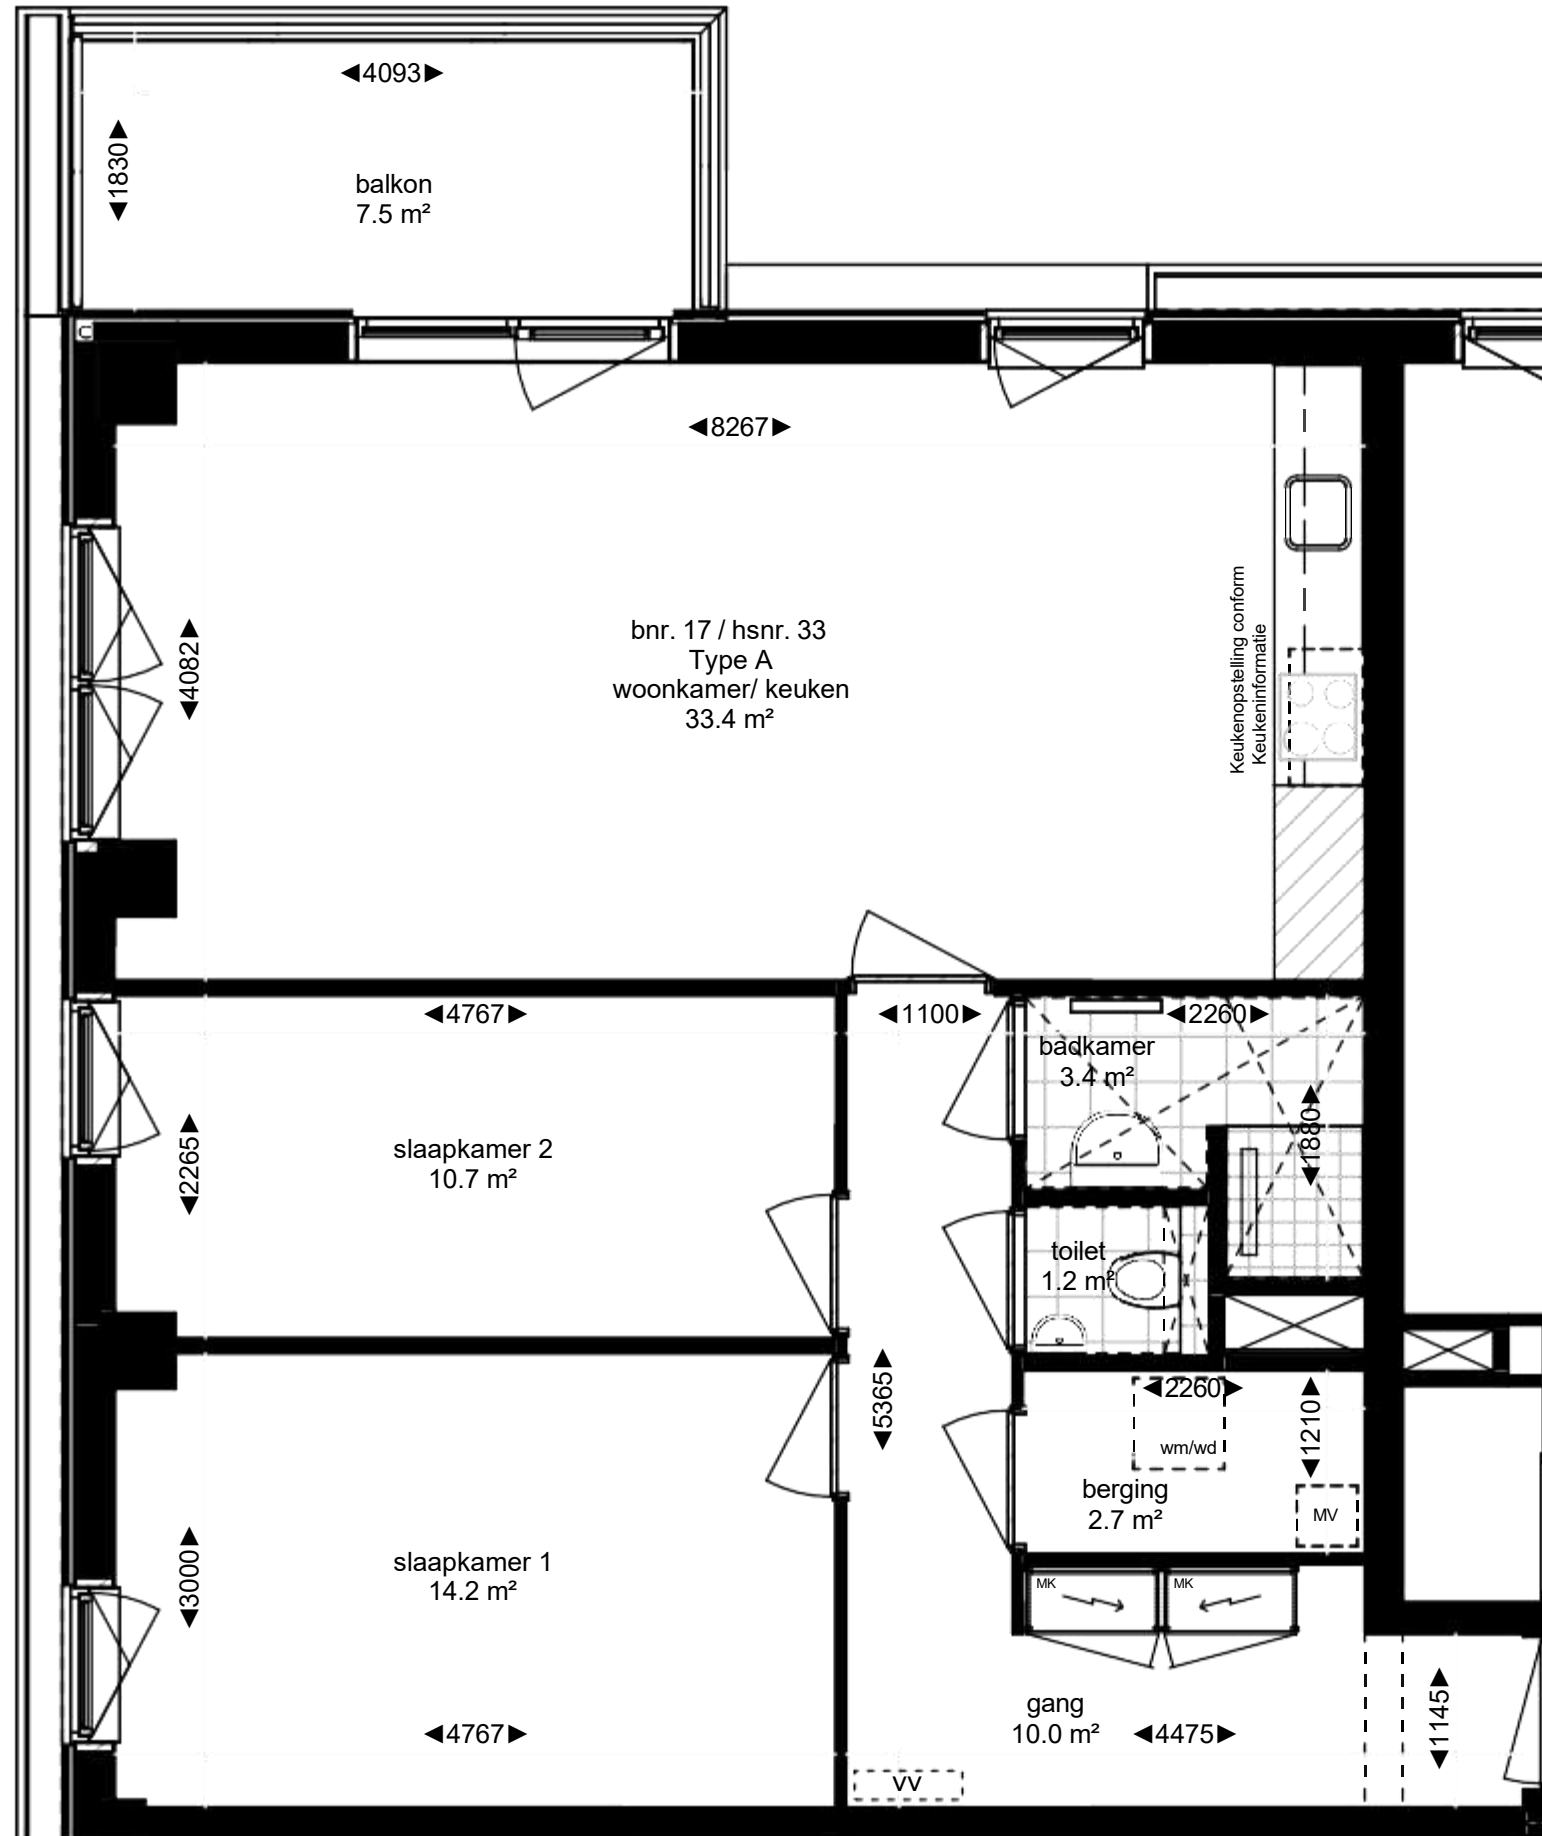 ◄4093►
◄1830►
balkon
7.5 m²
◄8267►
bnr. 17 / hsnr. 33
Type A
woonkamer/ keuken
33.4 m²
◄4082►
Keukenopstelling conform
Keukeninformatie
◄4767►
◄1100►
◄2260►
badkamer
3.4 m²
◄1880►
◄2265►
slaapkamer 2
10.7 m²
toilet
1.2 m²
◄5365►
◄2260►
◄1210►
wm/wd
berging
2.7 m²
MV
◄3000►
slaapkamer 1
14.2 m²
MK
MK
gang
10.0 m²
◄4475►
◄1145►
◄4767►
VV